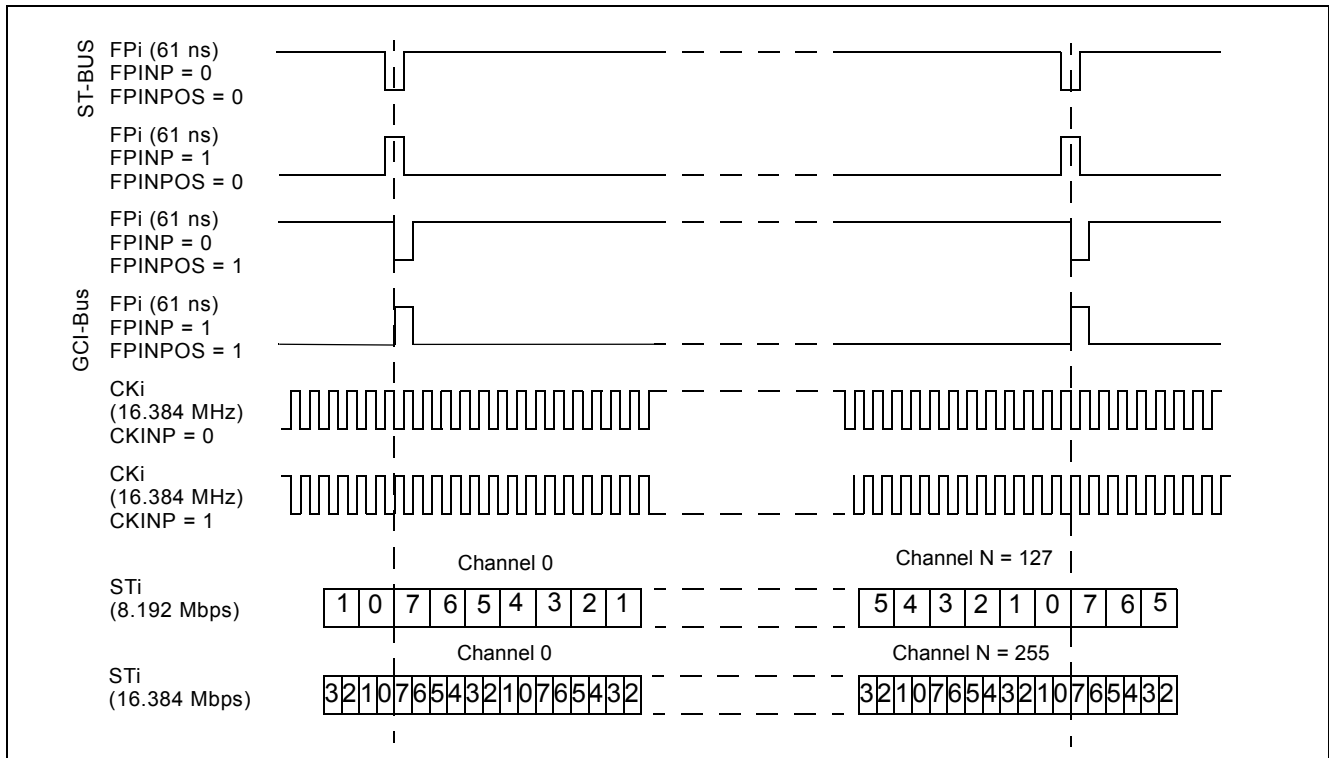 ST-BUS
FPi (61 ns)
FPINP = 0
FPINPOS = 0
FPi (61 ns)
FPINP = 1
FPINPOS = 0
FPi (61 ns)
FPINP = 0
FPINPOS = 1
GCI-Bus
FPi (61 ns)
FPINP = 1
FPINPOS = 1
CKi
(16.384 MHz)
CKINP = 0
CKi
(16.384 MHz)
CKINP = 1
Channel 0
Channel N = 127
STi
(8.192 Mbps)
1 0 7 6 5 4 3 2 1
5 4 3 2 1 0 7 6 5
Channel 0
Channel N = 255
STi
(16.384 Mbps)
3 2 1 0 7 6 5 4 3 2 1 0 7 6 5 4 3 2
3 2 1 0 7 6 5 4 3 2 1 0 7 6 5 4 3 2